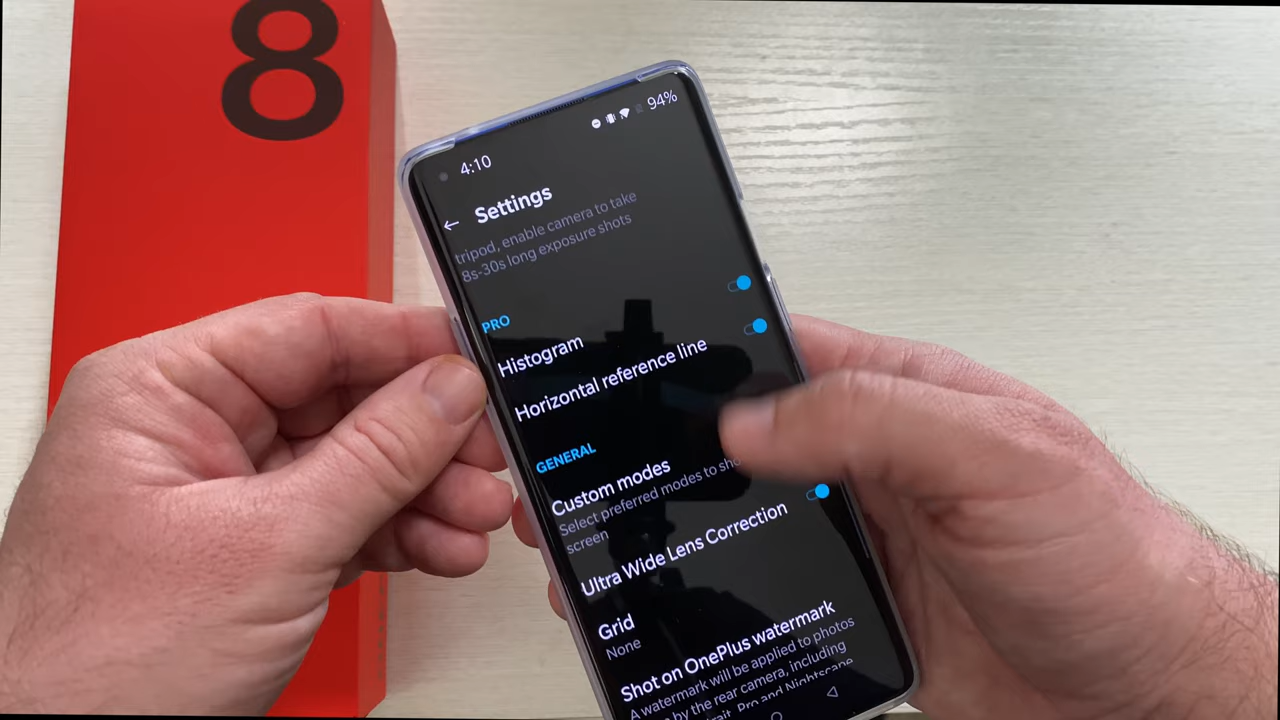 8
94%
4:10
Settings
tripod, enable camera to take
8s-30s long exposure shots
PRO
Histogram
Horizontal reference line
GENERAL
Custom modes
Select preferred modes to
screen
Ultra Wide Lens Correction
Grid
None
Shot on OnePlus watermark
A watermark will be applied to photos
by the rear camera, including
Pro and Nightscape